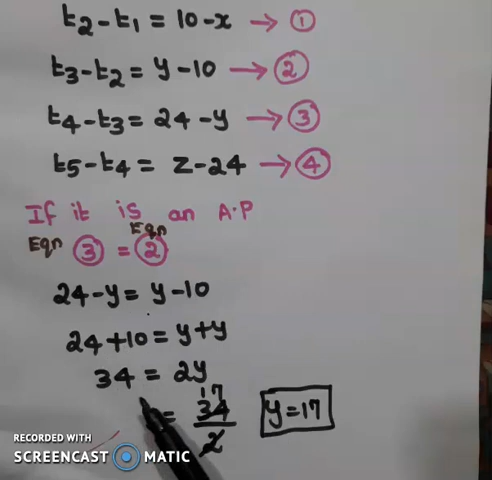 t2-t1 = 10-x → ①
t3-t2 = y-10 → ②
t4-t3 = 24-y → ③
t5-t4 = z-24 → ④
If it is an A.P
Eqn ③ = Eqn ②
24-y = y-10
24+10 = y+y
34 = 2y
= 34/2 17 1 y=17
RECORDED WITH
SCREENCAST MATIC